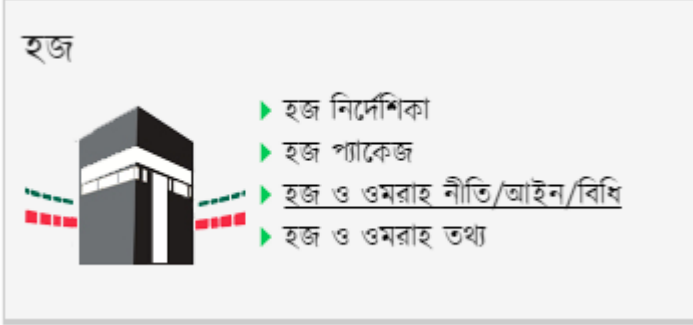 হজ
হজ নির্দেশিকা
হজ প্যাকেজ
হজ ও ওমরাহ নীতি/আইন/বিধি
হজ ও ওমরাহ তথ্য